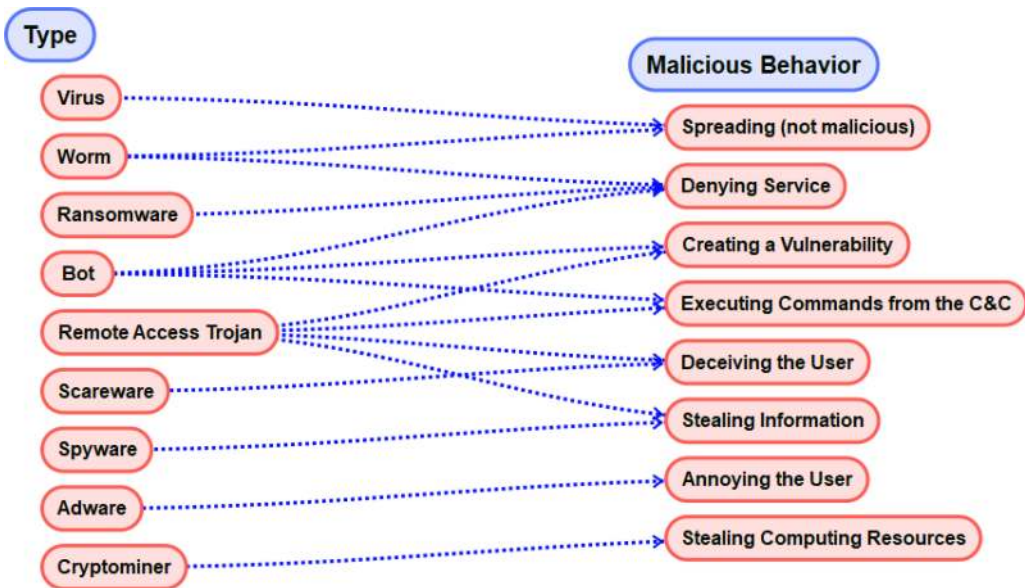 Type
Malicious Behavior
Virus
Spreading (not malicious)
Worm
Denying Service
Ransomware
Creating a Vulnerability
Bot
Executing Commands from the C&C
Remote Access Trojan
Deceiving the User
Scareware
Stealing Information
Spyware
Annoying the User
Adware
Stealing Computing Resources
Cryptominer